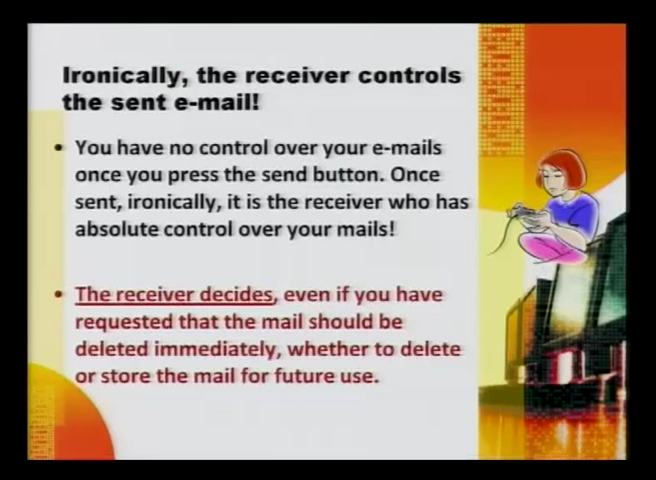 Ironically, the receiver controls
the sent e-mail!
• You have no control over your e-mails
once you press the send button. Once
sent, ironically, it is the receiver who has
absolute control over your mails!
• The receiver decides, even if you have
requested that the mail should be
deleted immediately, whether to delete
or store the mail for future use.